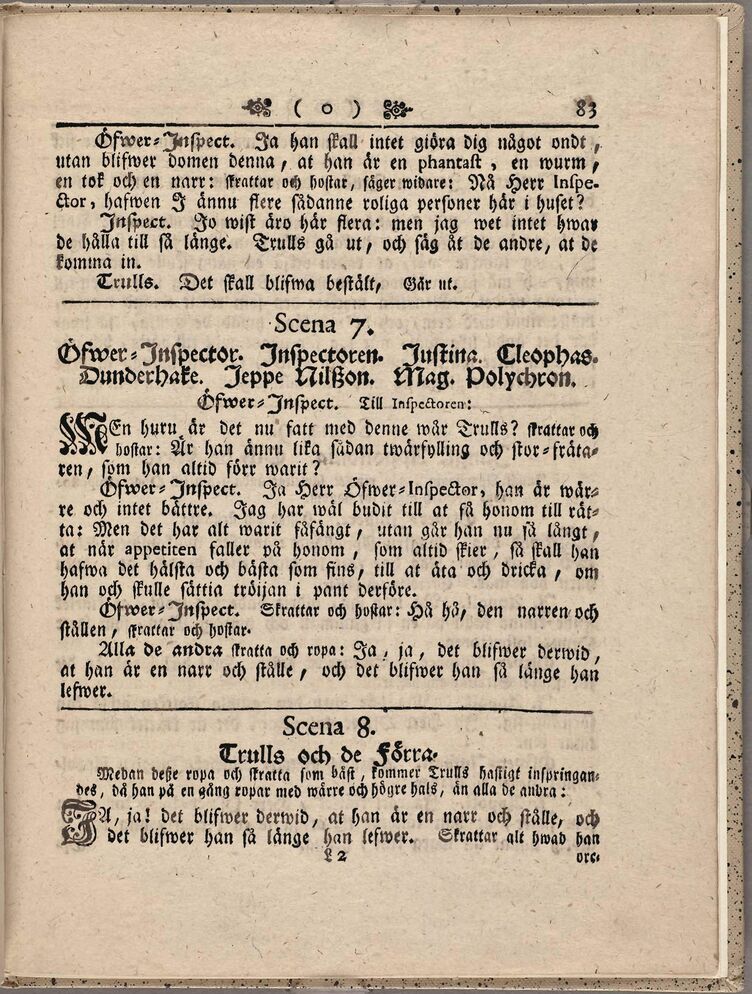 ( o ) 83
Öfwer-Inspect. Ja han skall intet giöra dig något ondt,
utan blifwer domen denna, at han är en phantast, en wurm,
en tok och en narr: skrattar och hostar, säger widare: Nå Herr Inspe-
ctor, hafwen I ännu flere sådanne roliga personer här i huset?
Inspect. Jo wist äro här flera: men jag wet intet hwar
de hålla till så länge. Trulls gå ut, och säg åt de andre, at de
komma in.
Trulls. Det skall blifwa bestält, Går ut.
Scena 7.
Öfwer-Inspector. Inspectoren. Justina. Cleophas.
Dunderhake. Jeppe Nilßon. Mag. Polychron.
Öfwer-Inspect. Till Inspectoren:
MEn huru är det nu fatt med denne wår Trulls? skrattar och
hostar: Är han ännu lika sådan twärfylling och stor-fråta-
ren, som han altid förr warit?
Öfwer-Inspect. Ja Herr Öfwer-Inspector, han är wär-
re och intet bättre. Jag har wäl budit till at få honom till rät-
ta: Men det har alt warit fåfängt, utan går han nu så långt,
at när appetiten faller på honom, som altid skier, så skall han
hafwa det hälsta och bästa som fins, till at äta och dricka, om
han och skulle sättia tröijan i pant derföre.
Öfwer-Inspect. Skrattar och hostar: Hå hå, den narren och
ställen, skrattar och hostar.
Alla de andra skratta och ropa: Ja, ja, det blifwer derwid,
at han är en narr och ställe, och det blifwer han så länge han
lefwer.
Scena 8.
Trulls och de Förra.
Medan deße ropa och skratta som bäst, kommer Trulls hastigt inspringan-
des, då han på en gång ropar med wärre och högre hals, än alla de andra:
JA, ja! det blifwer derwid, at han är en narr och ställe, och
det blifwer han så länge han lefwer. Skrattar alt hwad han
L 2 ork-